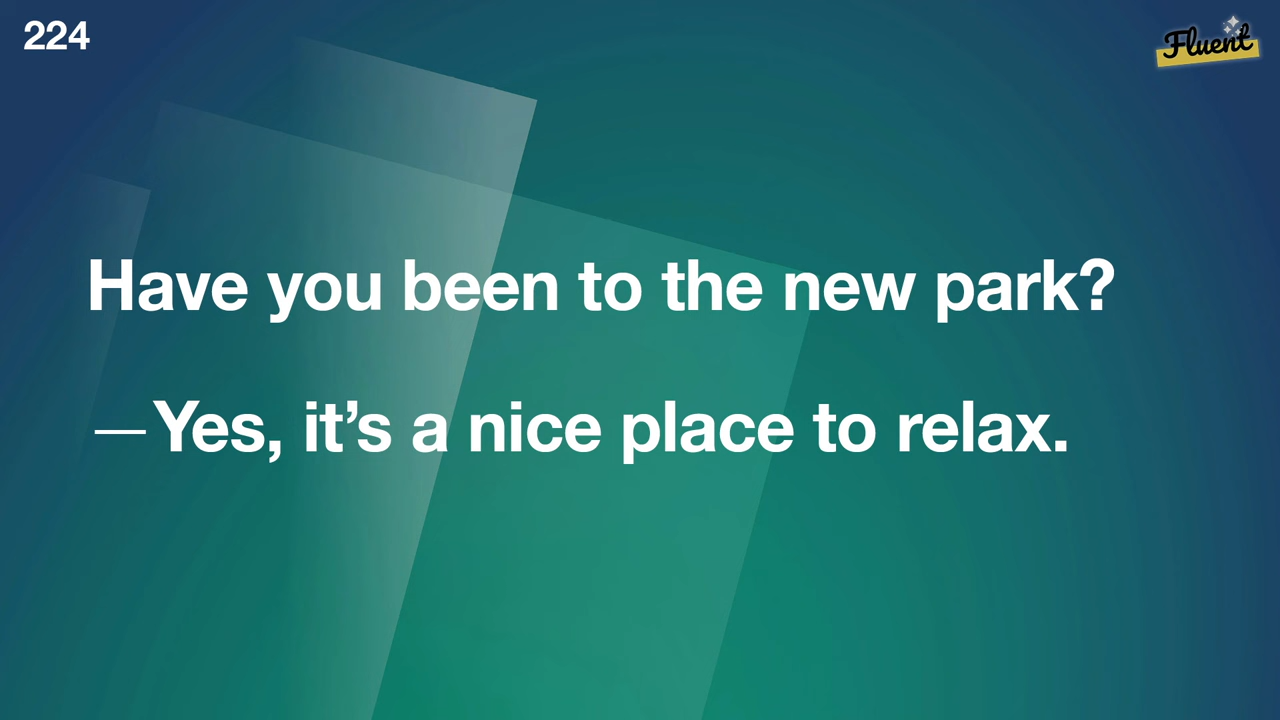 224
Fluent
Have you been to the new park?
—Yes, it’s a nice place to relax.